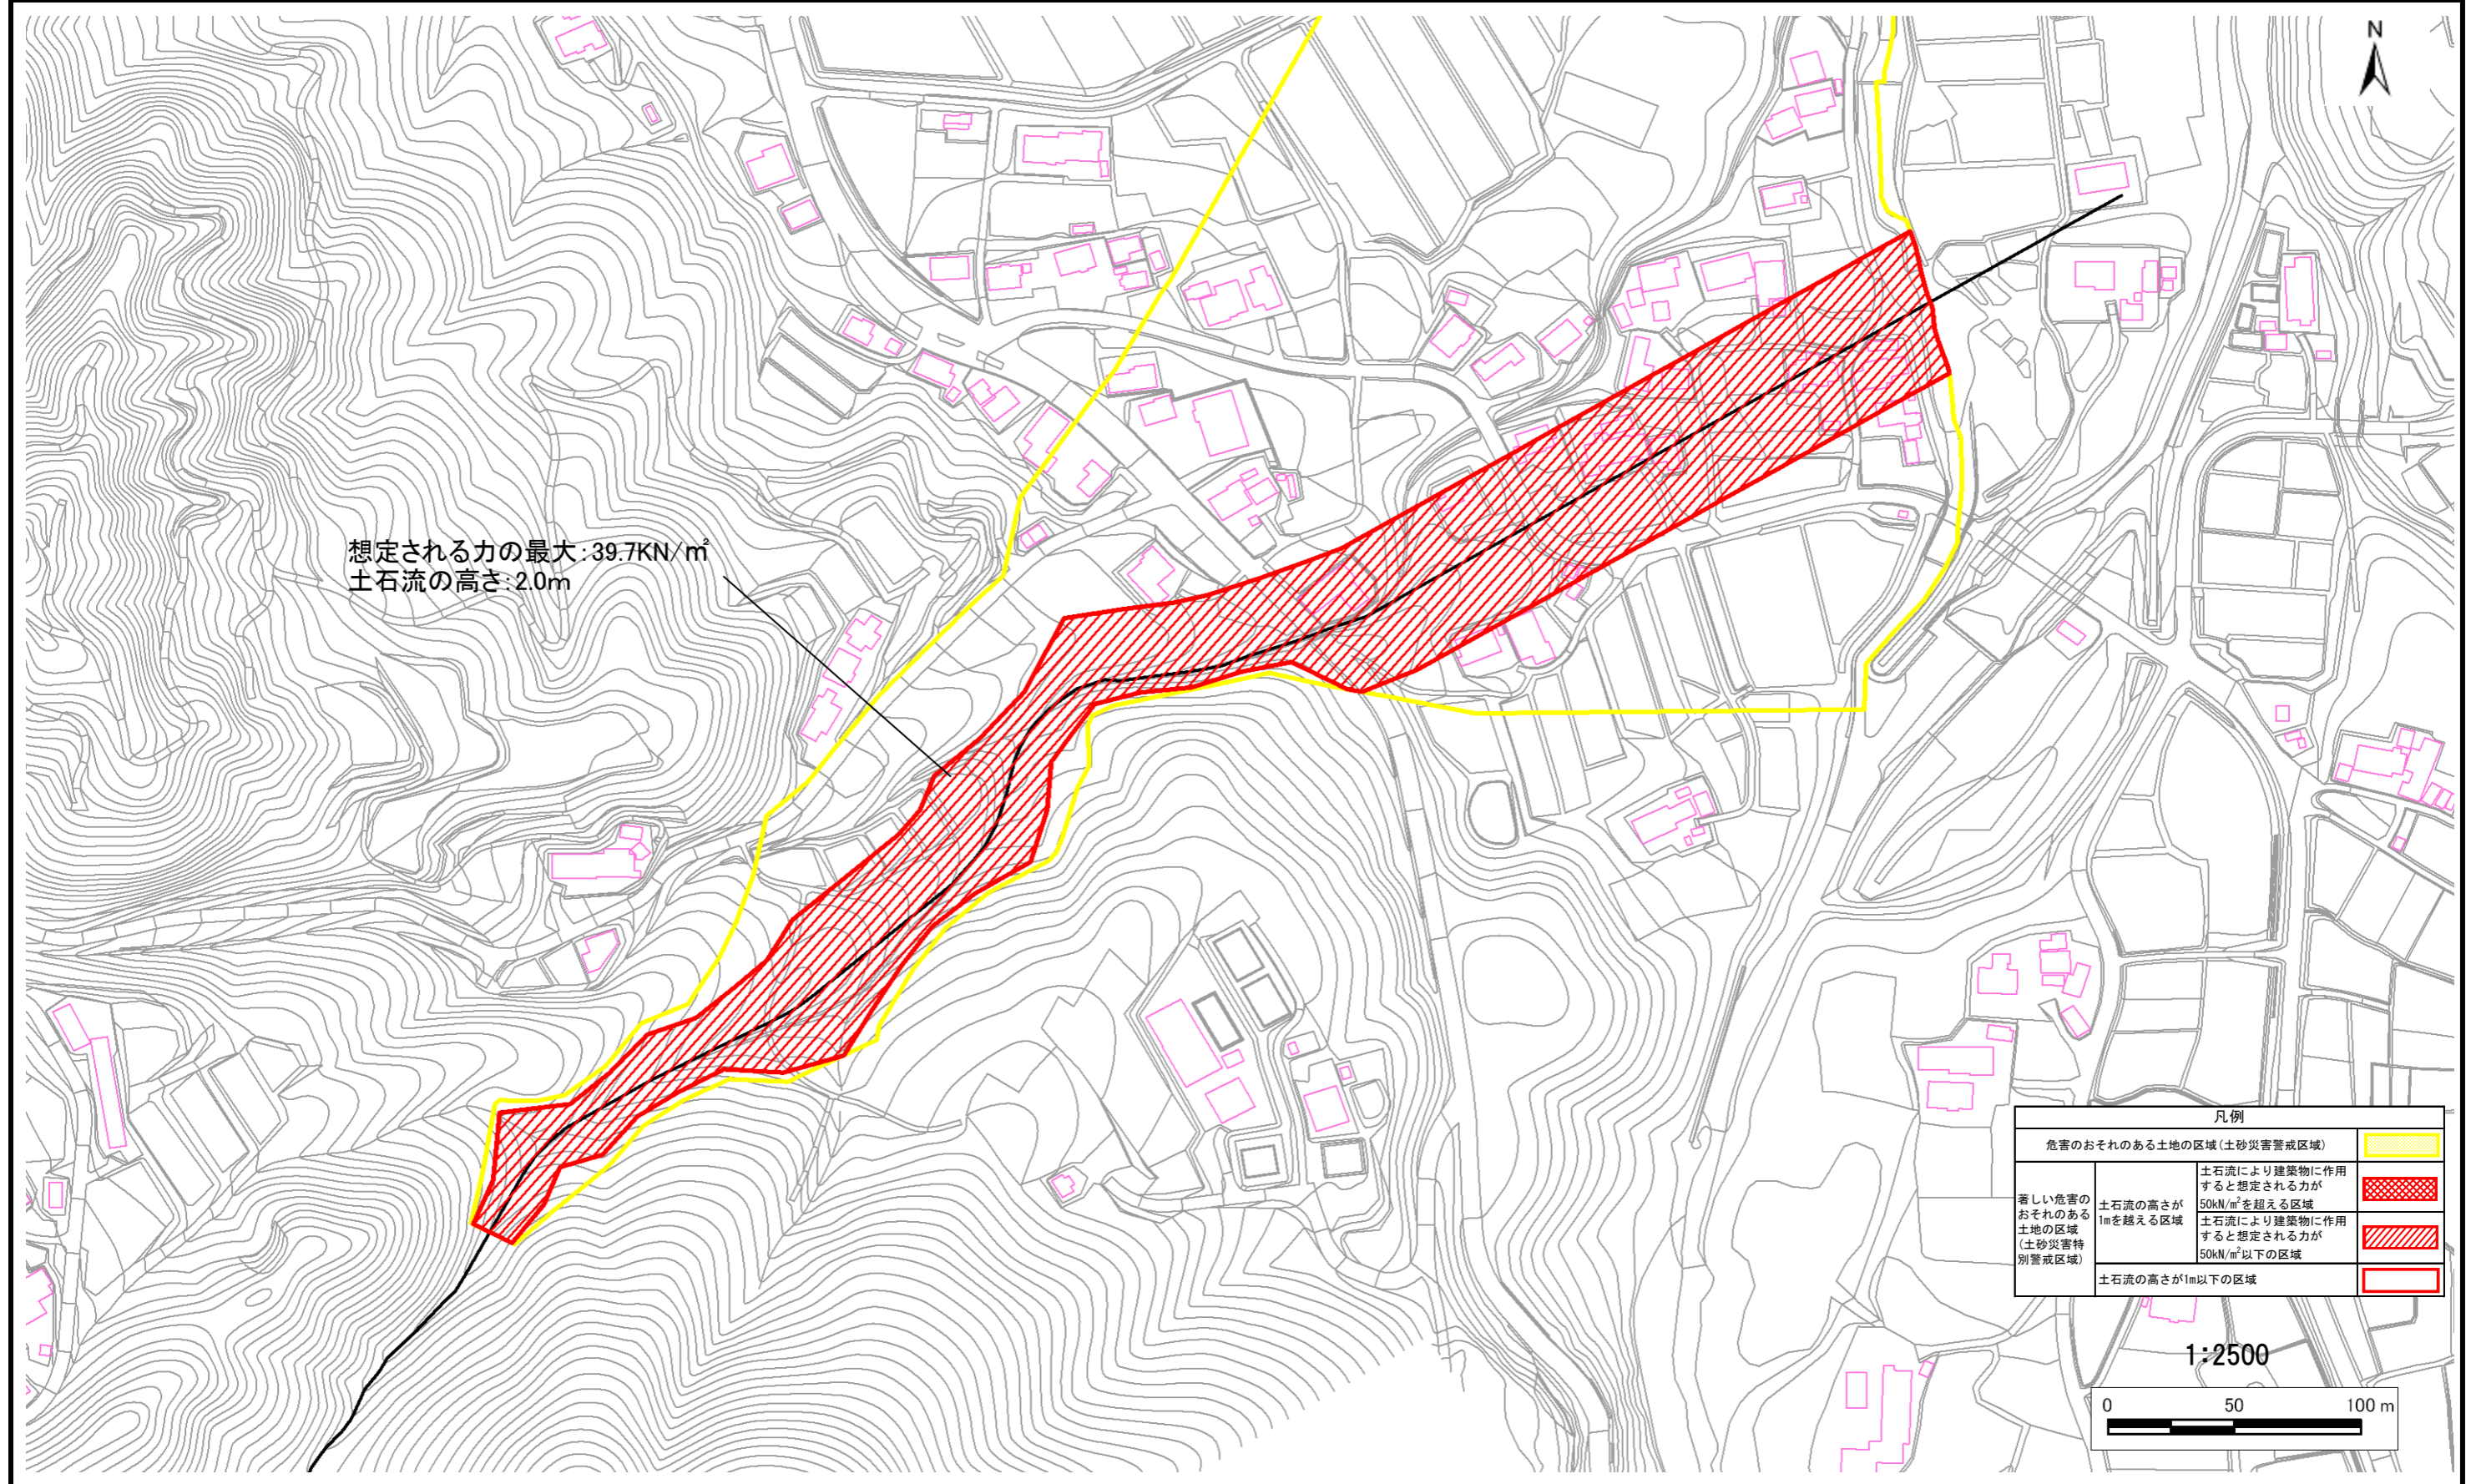 N
想定される力の最大:39.7KN/㎡
土石流の高さ:2.0m
凡例
危害のおそれのある土地の区域(土砂災害警戒区域)
著しい危害の
おそれのある
土地の区域
(土砂災害特
別警戒区域)
土石流の高さが
1mを越える区域
土石流により建築物に作用
すると想定される力が
50kN/㎡を超える区域
土石流により建築物に作用
すると想定される力が
50kN/㎡以下の区域
土石流の高さが1m以下の区域
1:2500
0 50 100 m